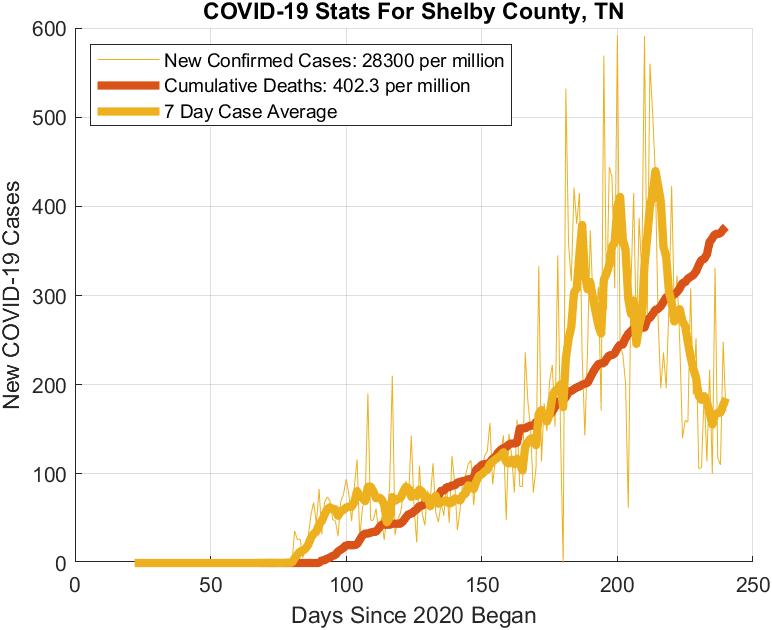 COVID-19 Stats For Shelby County, TN
New Confirmed Cases: 28300 per million
Cumulative Deaths: 402.3 per million
7 Day Case Average
New COVID-19 Cases
600
500
400
300
200
100
0
0 50 100 150 200 250
Days Since 2020 Began